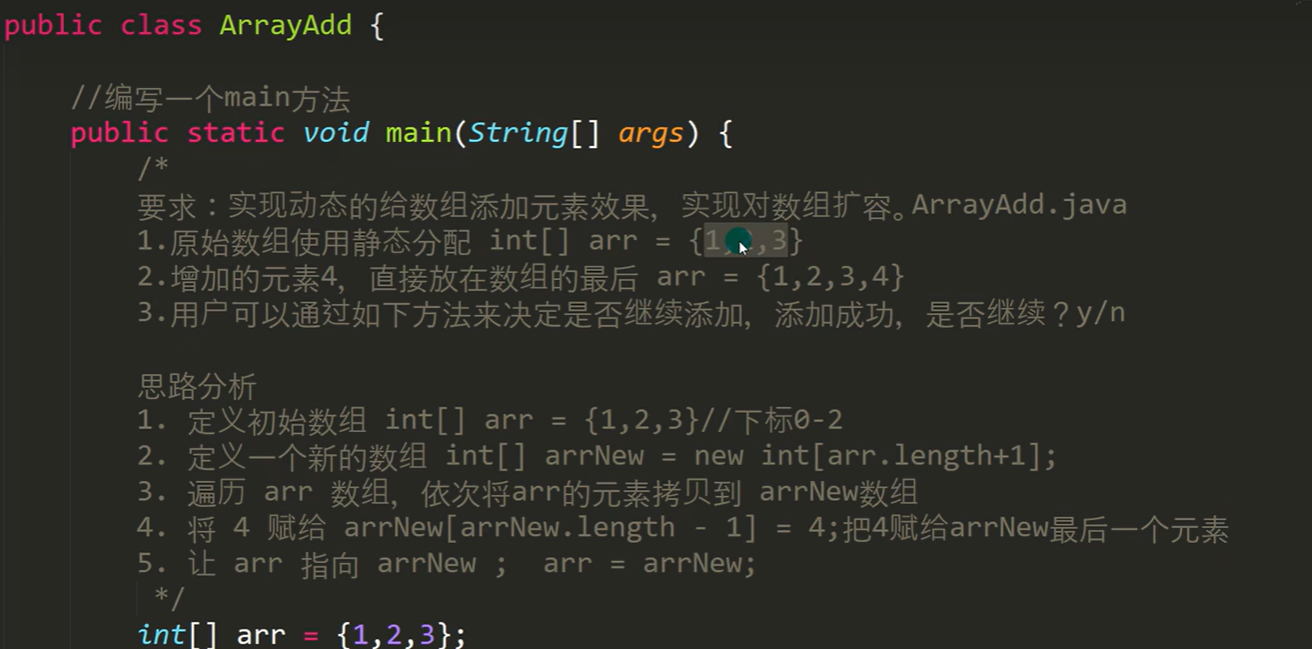 public class ArrayAdd {
//编写一个main方法
public static void main(String[] args) {
/*
要求：实现动态的给数组添加元素效果，实现对数组扩容。ArrayAdd.java
1.原始数组使用静态分配 int[] arr = {1,2,3}
2.增加的元素4，直接放在数组的最后 arr = {1,2,3,4}
3.用户可以通过如下方法来决定是否继续添加，添加成功，是否继续？y/n
思路分析
1. 定义初始数组 int[] arr = {1,2,3}//下标0-2
2. 定义一个新的数组 int[] arrNew = new int[arr.length+1];
3. 遍历 arr 数组，依次将arr的元素拷贝到 arrNew数组
4. 将 4 赋给 arrNew[arrNew.length - 1] = 4;把4赋给arrNew最后一个元素
5. 让 arr 指向 arrNew ; arr = arrNew;
*/
int[] arr = {1,2,3};